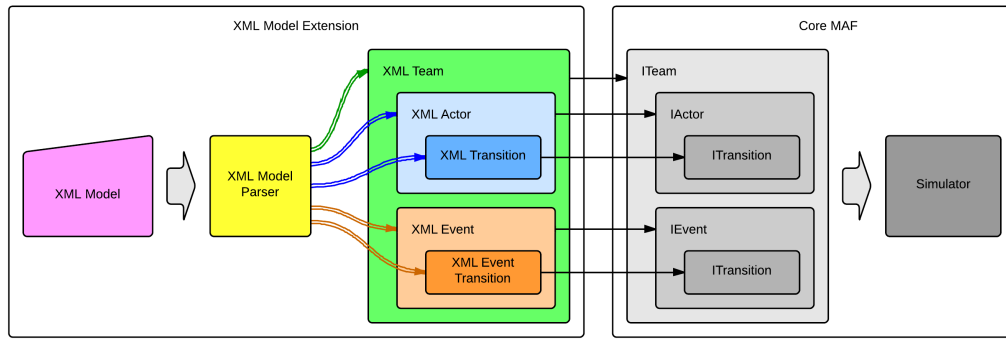 XML Model Extension
Core MAF
XML Team
ITeam
XML Actor
IActor
XML Model
XML Model
Parser
XML Transition
ITransition
Simulator
XML Event
IEvent
XML Event
Transition
ITransition